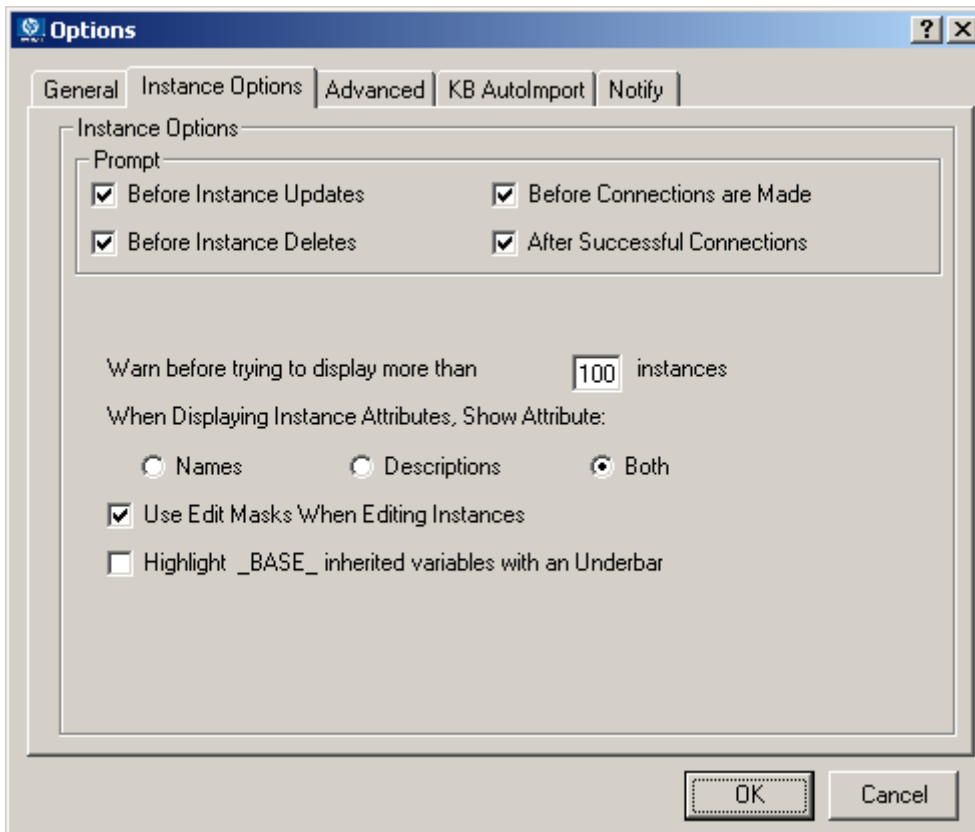 Options
General Instance Options Advanced KB AutoImport Notify
Instance Options
Prompt
Before Instance Updates Before Connections are Made
Before Instance Deletes After Successful Connections
Warn before trying to display more than 100 instances
When Displaying Instance Attributes, Show Attribute:
Names Descriptions Both
Use Edit Masks When Editing Instances
Highlight _BASE_ inherited variables with an Underbar
OK Cancel